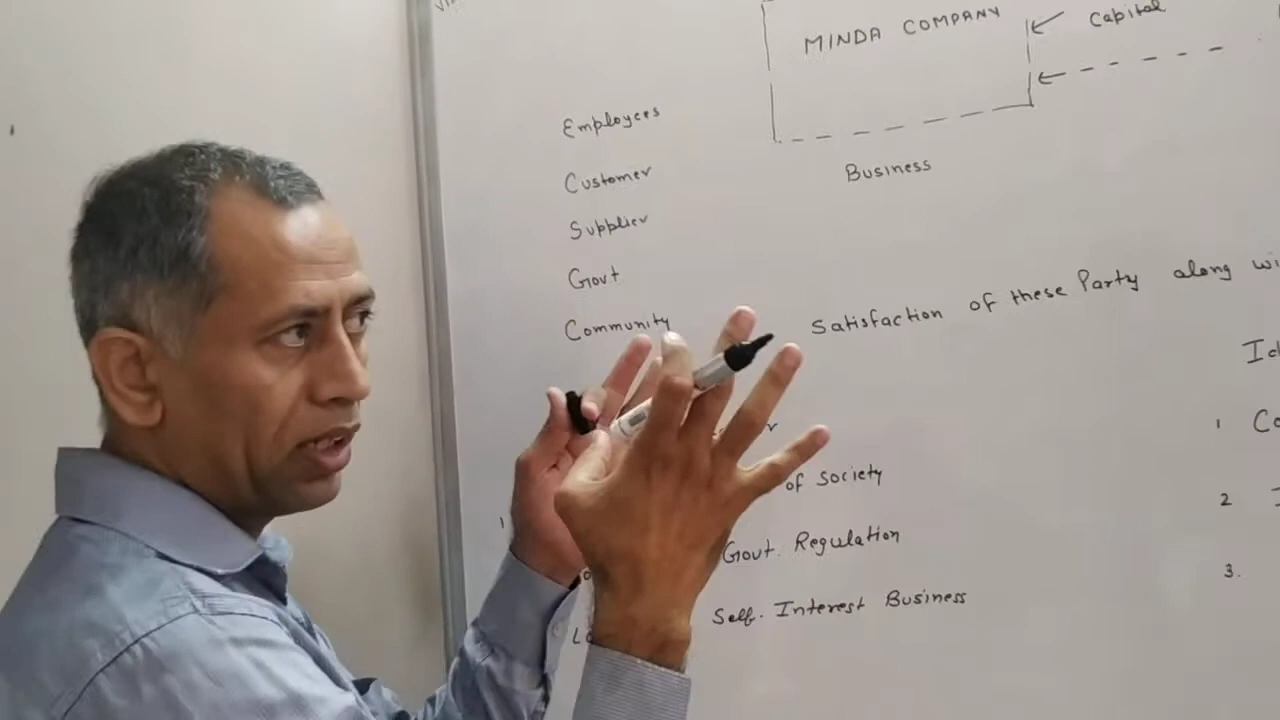 MINDA COMPANY
Capital
Employees
Customer
Business
Supplier
Govt
Community
Satisfaction of these Party along
1
of Society
2
1
Govt. Regulation
3.
Self. Interest Business